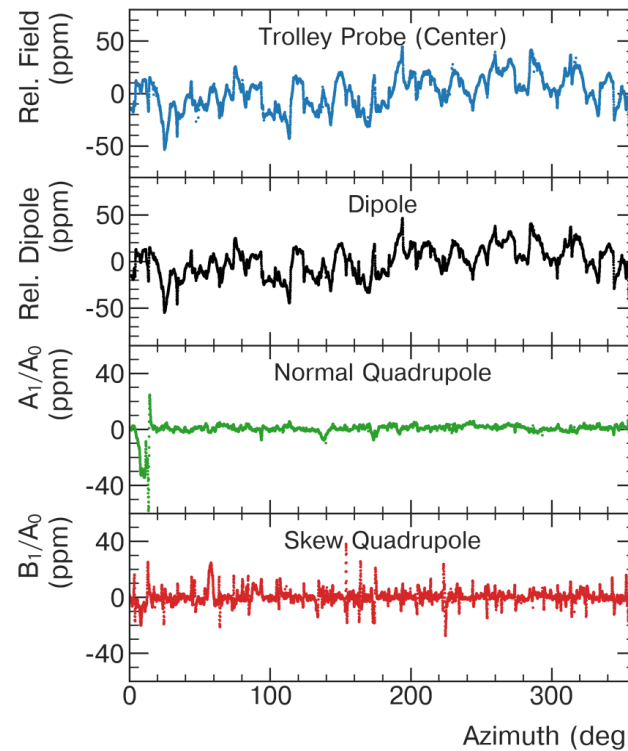 Rel. Field
(ppm)
50
0
-50
Trolley Probe (Center)
Rel. Dipole
(ppm)
50
0
-50
Dipole
A₁/A₀
(ppm)
40
0
-40
Normal Quadrupole
B₁/A₀
(ppm)
40
0
-40
Skew Quadrupole
0 100 200 300
Azimuth (deg